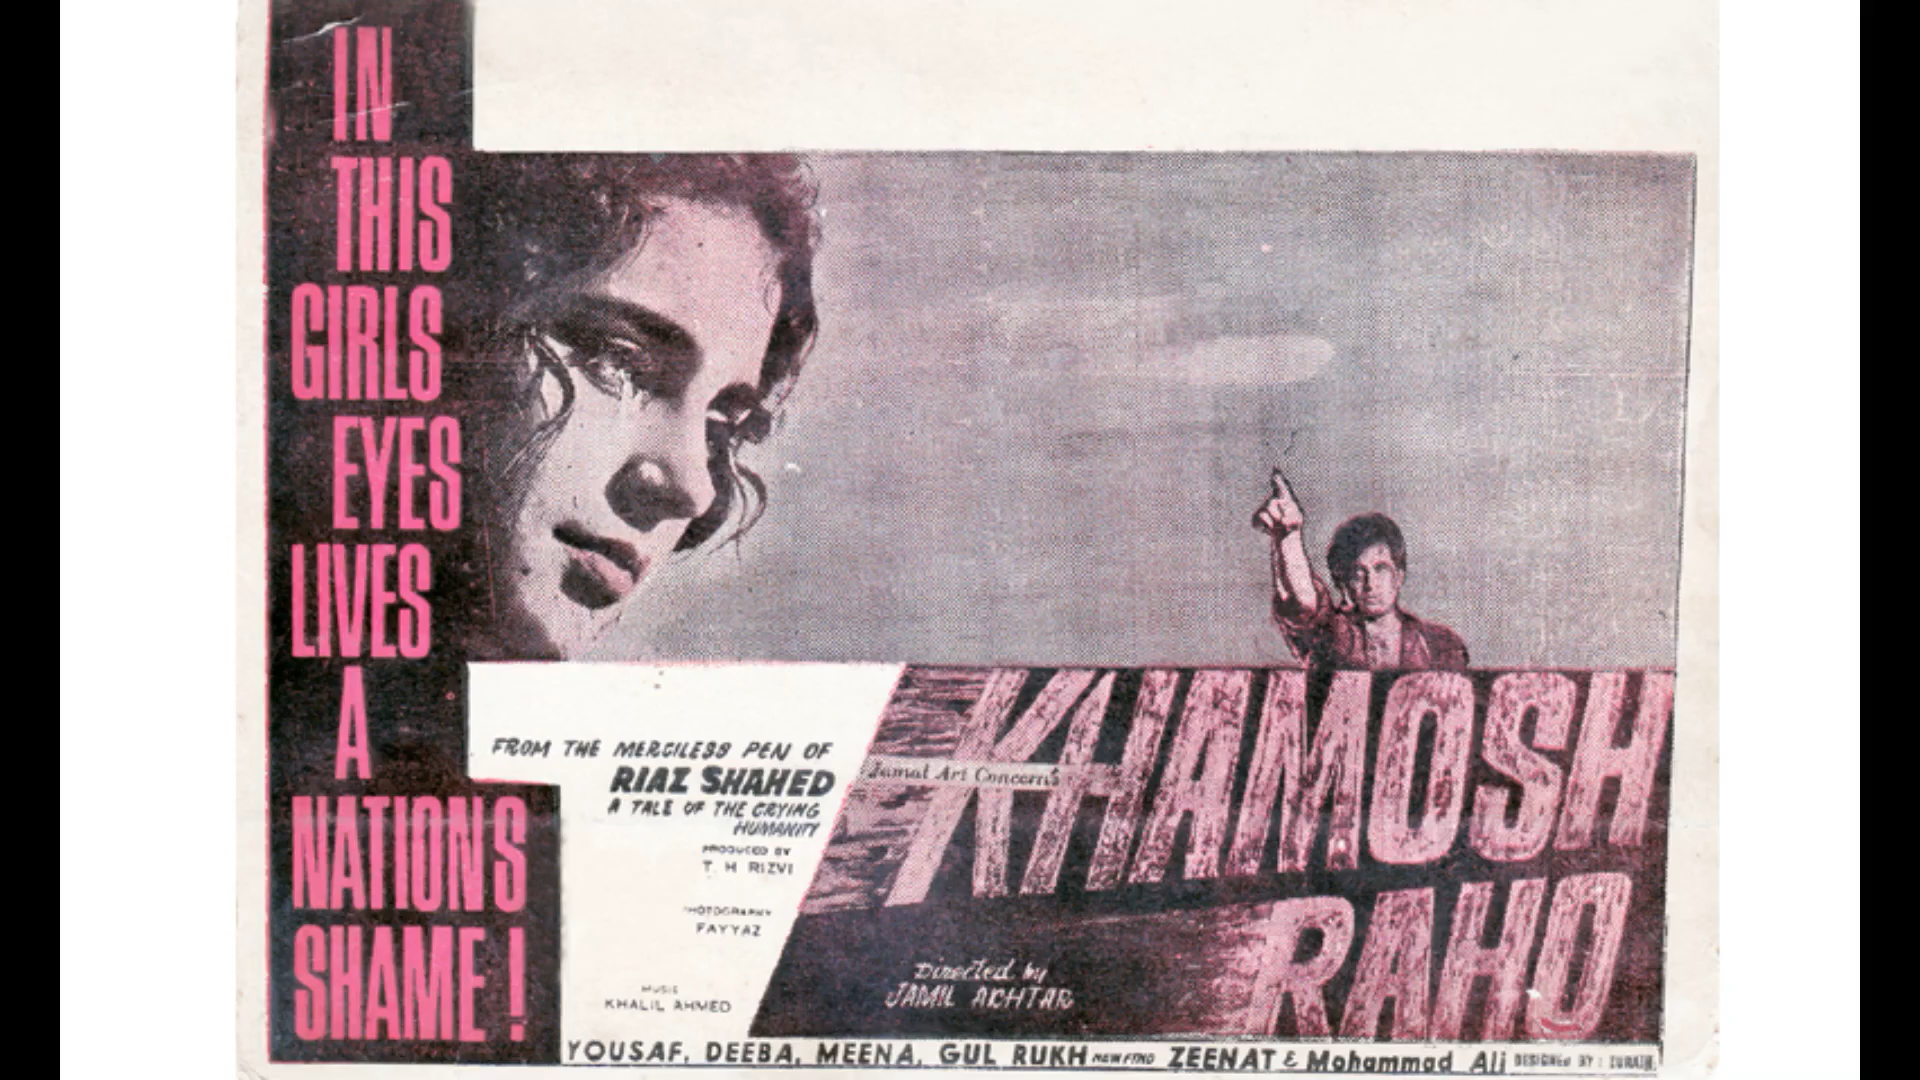 IN
THIS
GIRLS
EYES
LIVES
A
NATIONS
SHAME!
FROM THE MERCILESS PEN OF
RIAZ SHAHED
A TALE OF THE CRYING
HUMANITY
PRODUCED BY
T. H RIZVI
PHOTOGRAPHY
FAYYAZ
MUSIC
KHALIL AHMED
Jamal Art Concern's
KHAMOSH
RAHO
Directed by
JAMIL AKHTAR
YOUSAF, DEEBA, MEENA, GUL RUKH NEW FIND ZEENAT & Mohammad Ali DESIGNED BY :